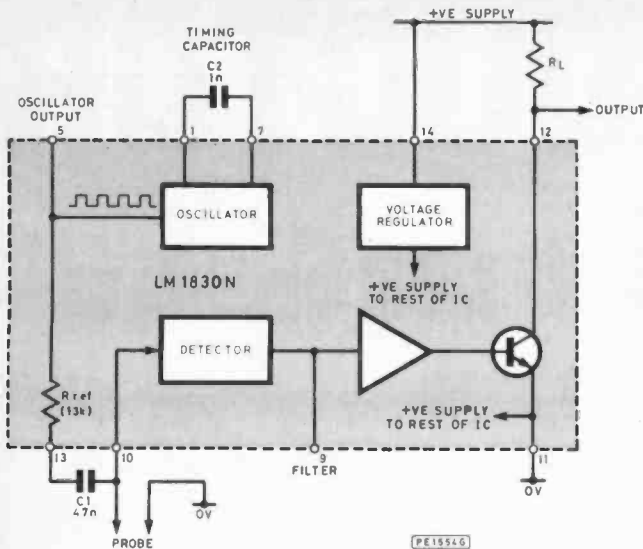 +VE SUPPLY
TIMING
CAPACITOR
C2
1n
RL
OSCILLATOR
OUTPUT
OUTPUT
5
1
7
14
12
OSCILLATOR
VOLTAGE
REGULATOR
LM1830N
+VE SUPPLY
TO REST OF IC
DETECTOR
Rref
(13k)
+VE SUPPLY
TO REST OF IC
13
10
9
11
FILTER
C1
47n
0V
0V
PROBE
PE1554G